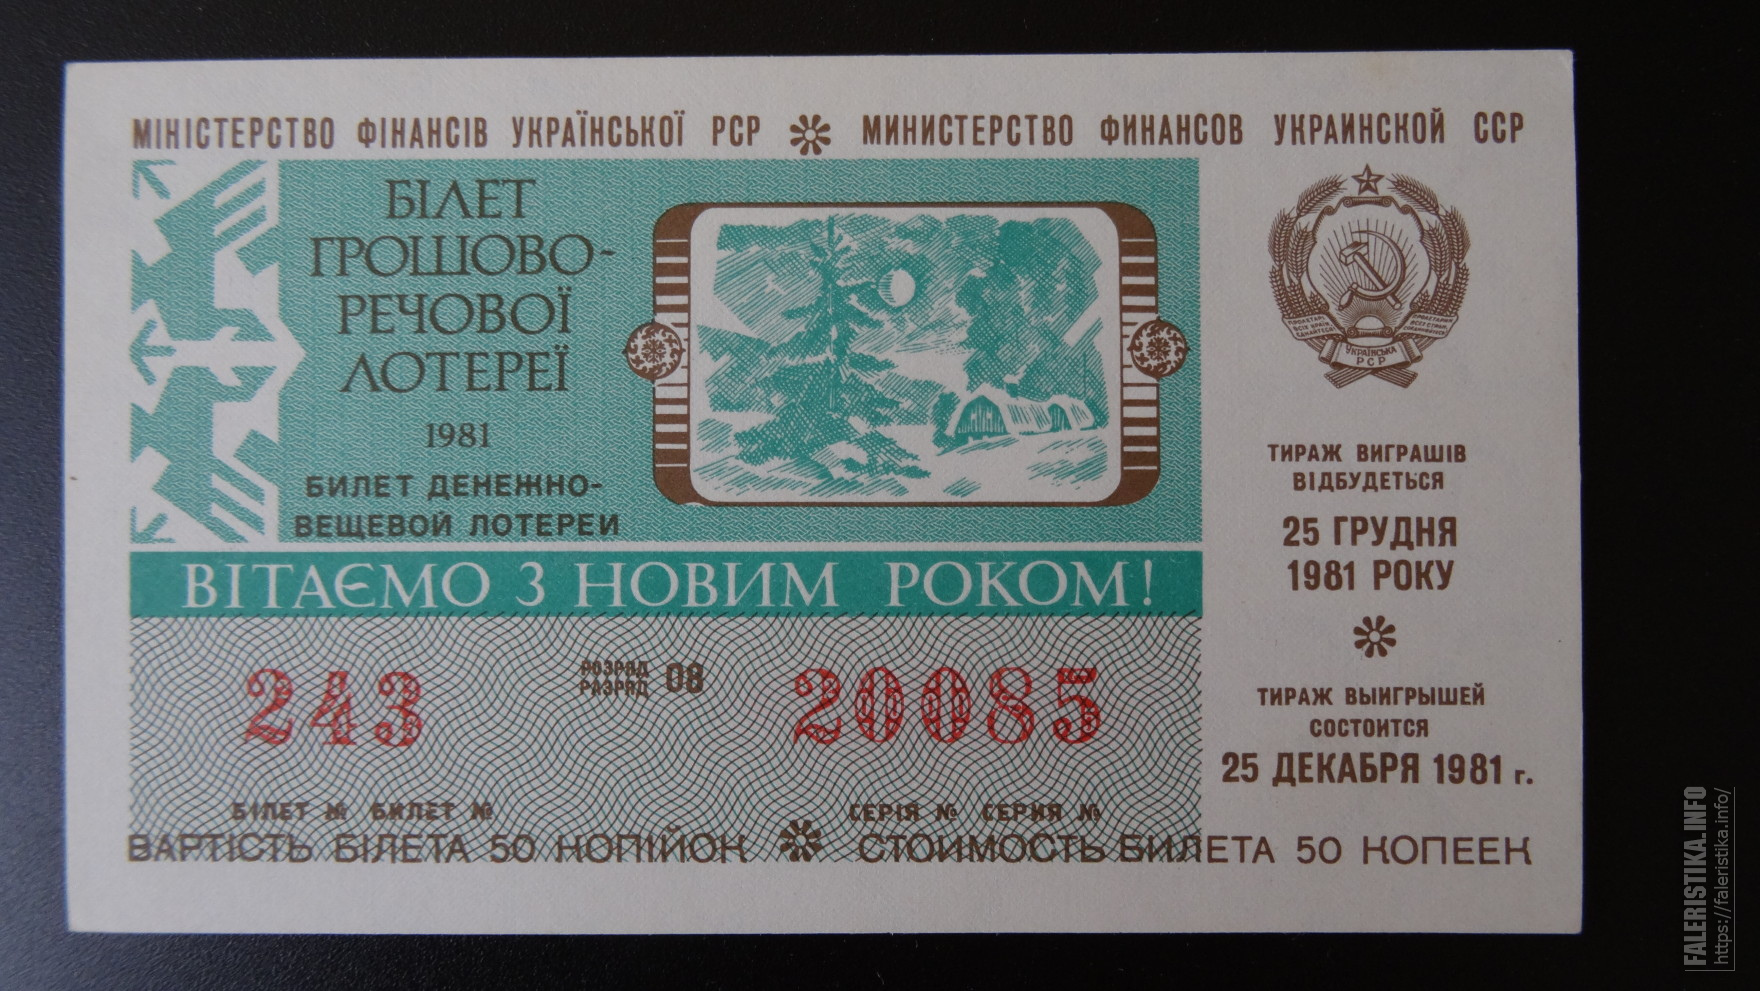 МІНІСТЕРСТВО ФІНАНСІВ УКРАЇНСЬКОЇ РСР МИНИСТЕРСТВО ФИНАНСОВ УКРАИНСКОЙ ССР
БІЛЕТ
ГРОШОВО-
РЕЧОВОЇ
ЛОТЕРЕЇ
1981
БИЛЕТ ДЕНЕЖНО-
ВЕЩЕВОЙ ЛОТЕРЕИ
УКРАЇНСЬКА
РСР
ТИРАЖ ВИГРАШІВ
ВІДБУДЕТЬСЯ
25 ГРУДНЯ
1981 РОКУ
ТИРАЖ ВЫИГРЫШЕЙ
СОСТОИТСЯ
25 ДЕКАБРЯ 1981 г.
ВІТАЄМО З НОВИМ РОКОМ!
243 РОЗРЯД РАЗРЯД 08 20085
БІЛЕТ № БИЛЕТ № СЕРІЯ № СЕРИЯ №
ВАРТІСТЬ БІЛЕТА 50 КОПІЙОК СТОИМОСТЬ БИЛЕТА 50 КОПЕЕК
FALERISTIKA.INFO
https://faleristika.info/